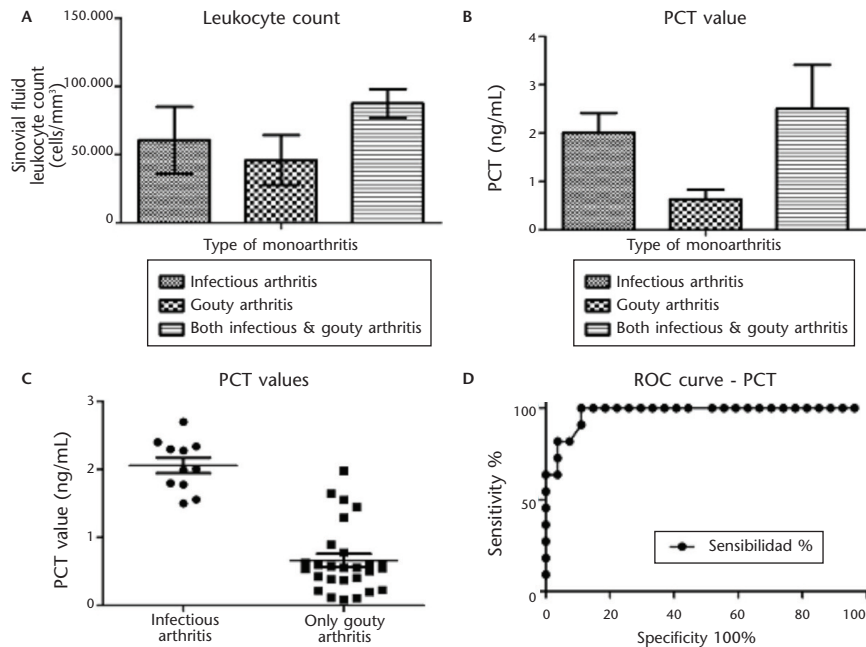 A
Leukocyte count
Sinovial fluid
leukocyte count
(cells/mm³)
150.000
100.000
50.000
0
Type of monoarthritis
Infectious arthritis
Gouty arthritis
Both infectious & gouty arthritis
B
PCT value
PCT (ng/mL)
4
3
2
1
0
Type of monoarthritis
Infectious arthritis
Gouty arthritis
Both infectious & gouty arthritis
C
PCT values
PCT value (ng/mL)
3
2
1
0
Infectious
arthritis
Only gouty
arthritis
D
ROC curve - PCT
Sensitivity %
100
50
0
Sensibilidad %
0 20 40 60 80 100
Specificity 100%